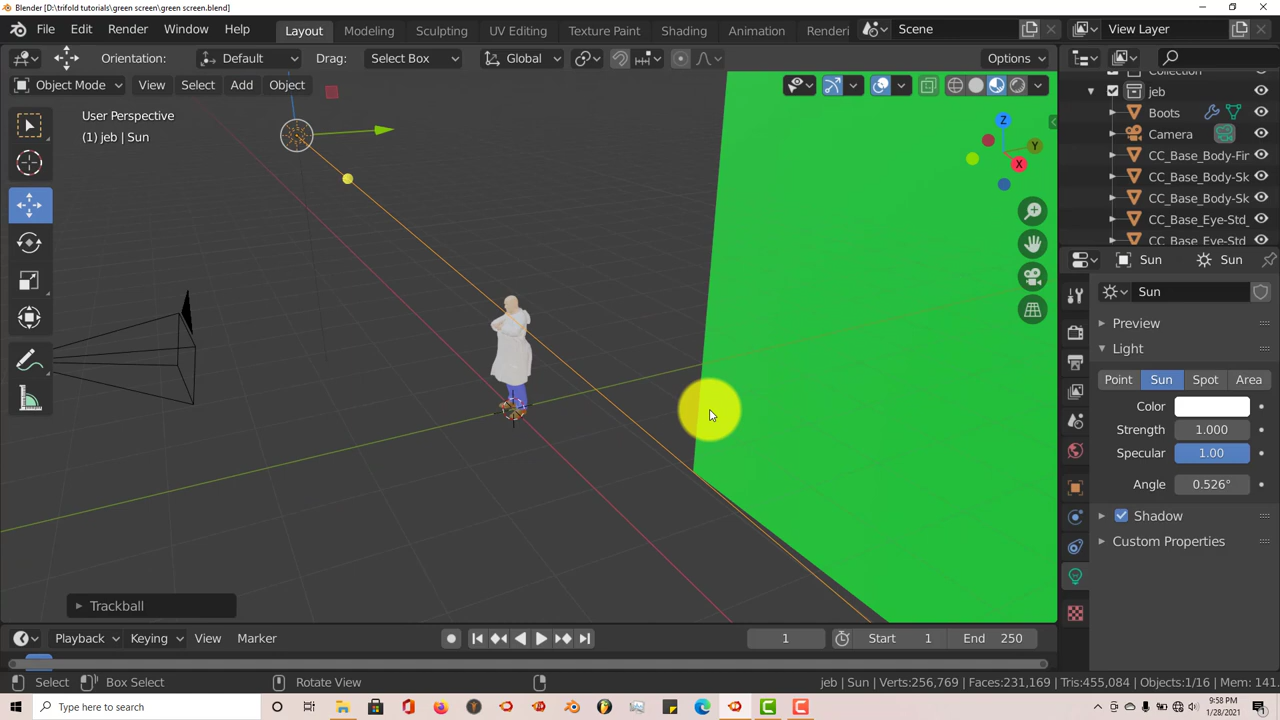 Blender [D:\trifold tutorials\green screen\green screen.blend]
File Edit Render Window Help Layout Modeling Sculpting UV Editing Texture Paint Shading Animation Renderi Scene View Layer
Orientation: Default Drag: Select Box Global Options
Object Mode View Select Add Object
User Perspective
(1) jeb | Sun
Z
Y
X
Collection
jeb
Boots
Camera
CC_Base_Body-Fir
CC_Base_Body-Sk
CC_Base_Body-Sk
CC_Base_Eye-Std_
CC_Base_Eye-Std
Sun Sun
Sun
Preview
Light
Point Sun Spot Area
Color
Strength 1.000
Specular 1.00
Angle 0.526°
Shadow
Custom Properties
Trackball
Playback Keying View Marker 1 Start 1 End 250
Select Box Select Rotate View jeb | Sun | Verts:256,769 | Faces:231,169 | Tris:455,084 | Objects:1/16 | Mem: 141.
Type here to search
9:58 PM
1/28/2021